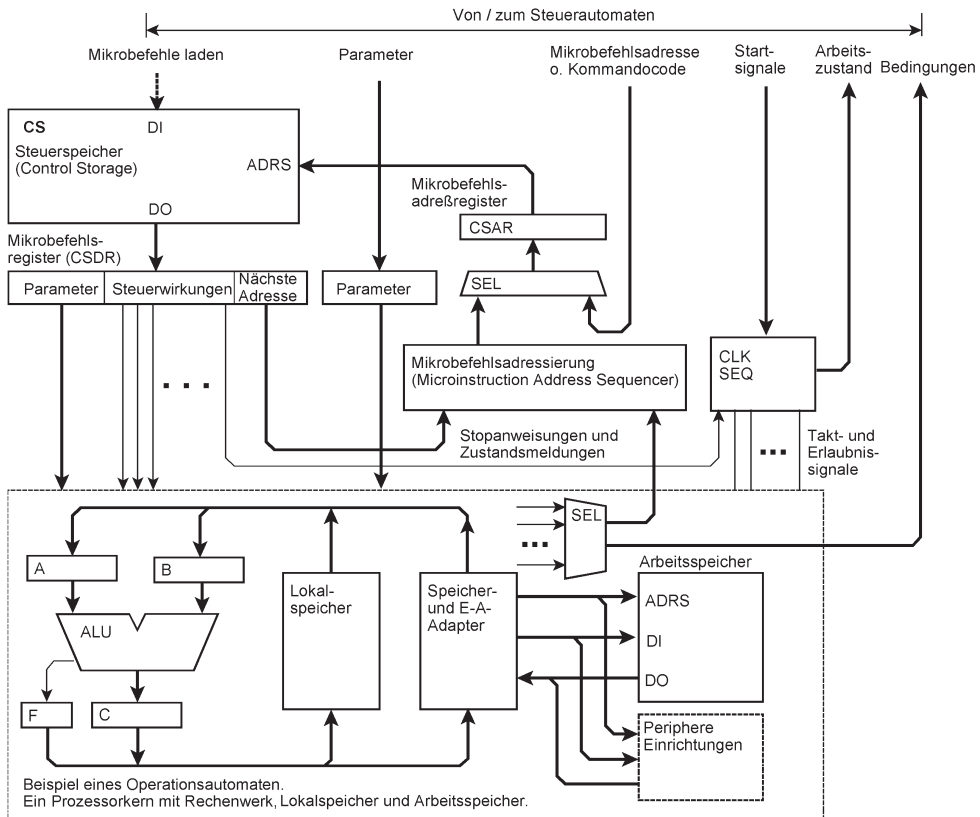 Von / zum Steuerautomaten
Mikrobefehle laden
Parameter
Mikrobefehlsadresse
o. Kommandocode
Start-
signale
Arbeits-
zustand
Bedingungen
CS
DI
Steuerspeicher
(Control Storage)
ADRS
DO
Mikrobefehls-
adreßregister
CSAR
Mikrobefehls-
register (CSDR)
Parameter
Steuerwirkungen
Nächste
Adresse
Parameter
SEL
Mikrobefehlsadressierung
(Microinstruction Address Sequencer)
CLK
SEQ
Stopanweisungen und
Zustandsmeldungen
Takt- und
Erlaubnis-
signale
SEL
A
B
Lokal-
speicher
Speicher-
und E-A-
Adapter
Arbeitsspeicher
ADRS
DI
DO
ALU
F
C
Periphere
Einrichtungen
Beispiel eines Operationsautomaten.
Ein Prozessorkern mit Rechenwerk, Lokalspeicher und Arbeitsspeicher.